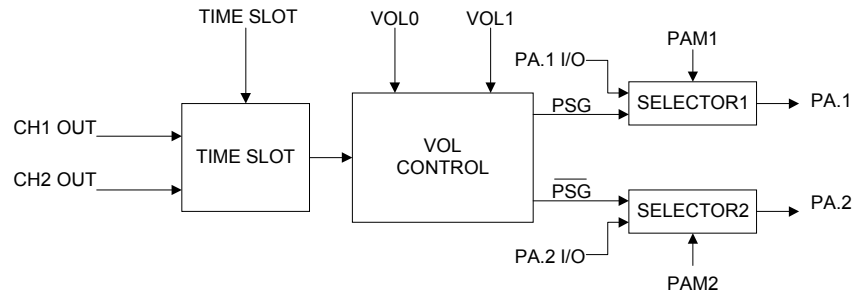 TIME SLOT
VOL0
VOL1
PAM1
PA.1 I/O
PSG
SELECTOR1
PA.1
CH1 OUT
TIME SLOT
VOL
CONTROL
CH2 OUT
P̅S̅G̅
SELECTOR2
PA.2
PA.2 I/O
PAM2